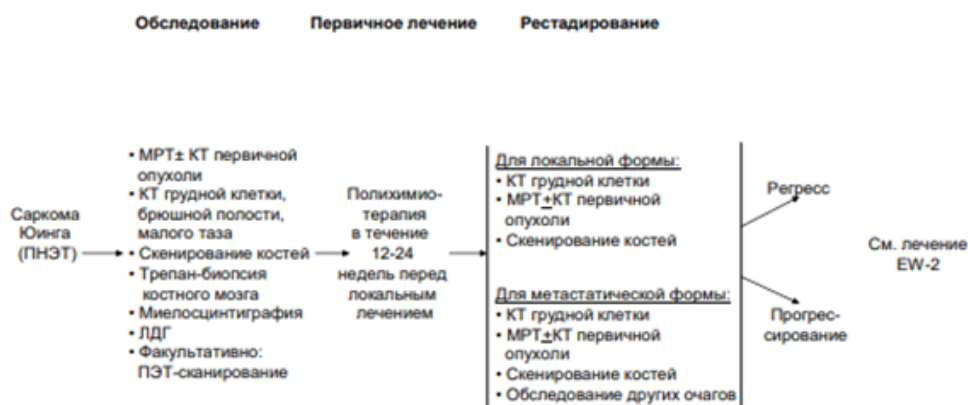 Обследование
Первичное лечение
Рестадирование
Саркома
Юинга
(ПНЭТ)
• МРТ± КТ первичной
опухоли
• КТ грудной клетки,
брюшной полости,
малого таза
• Скенирование костей
• Трепан-биопсия
костного мозга
• Миелосцинтиграфия
• ЛДГ
• Факультативно:
ПЭТ-сканирование
Полихимио-
терапия
в течение
12-24
недель перед
локальным
лечением
Для локальной формы:
• КТ грудной клетки
• МРТ±КТ первичной
опухоли
• Скенирование костей
Для метастатической формы:
• КТ грудной клетки
• МРТ±КТ первичной
опухоли
• Скенирование костей
• Обследование других очагов
Регресс
Прогрес-
сирование
См. лечение
EW-2